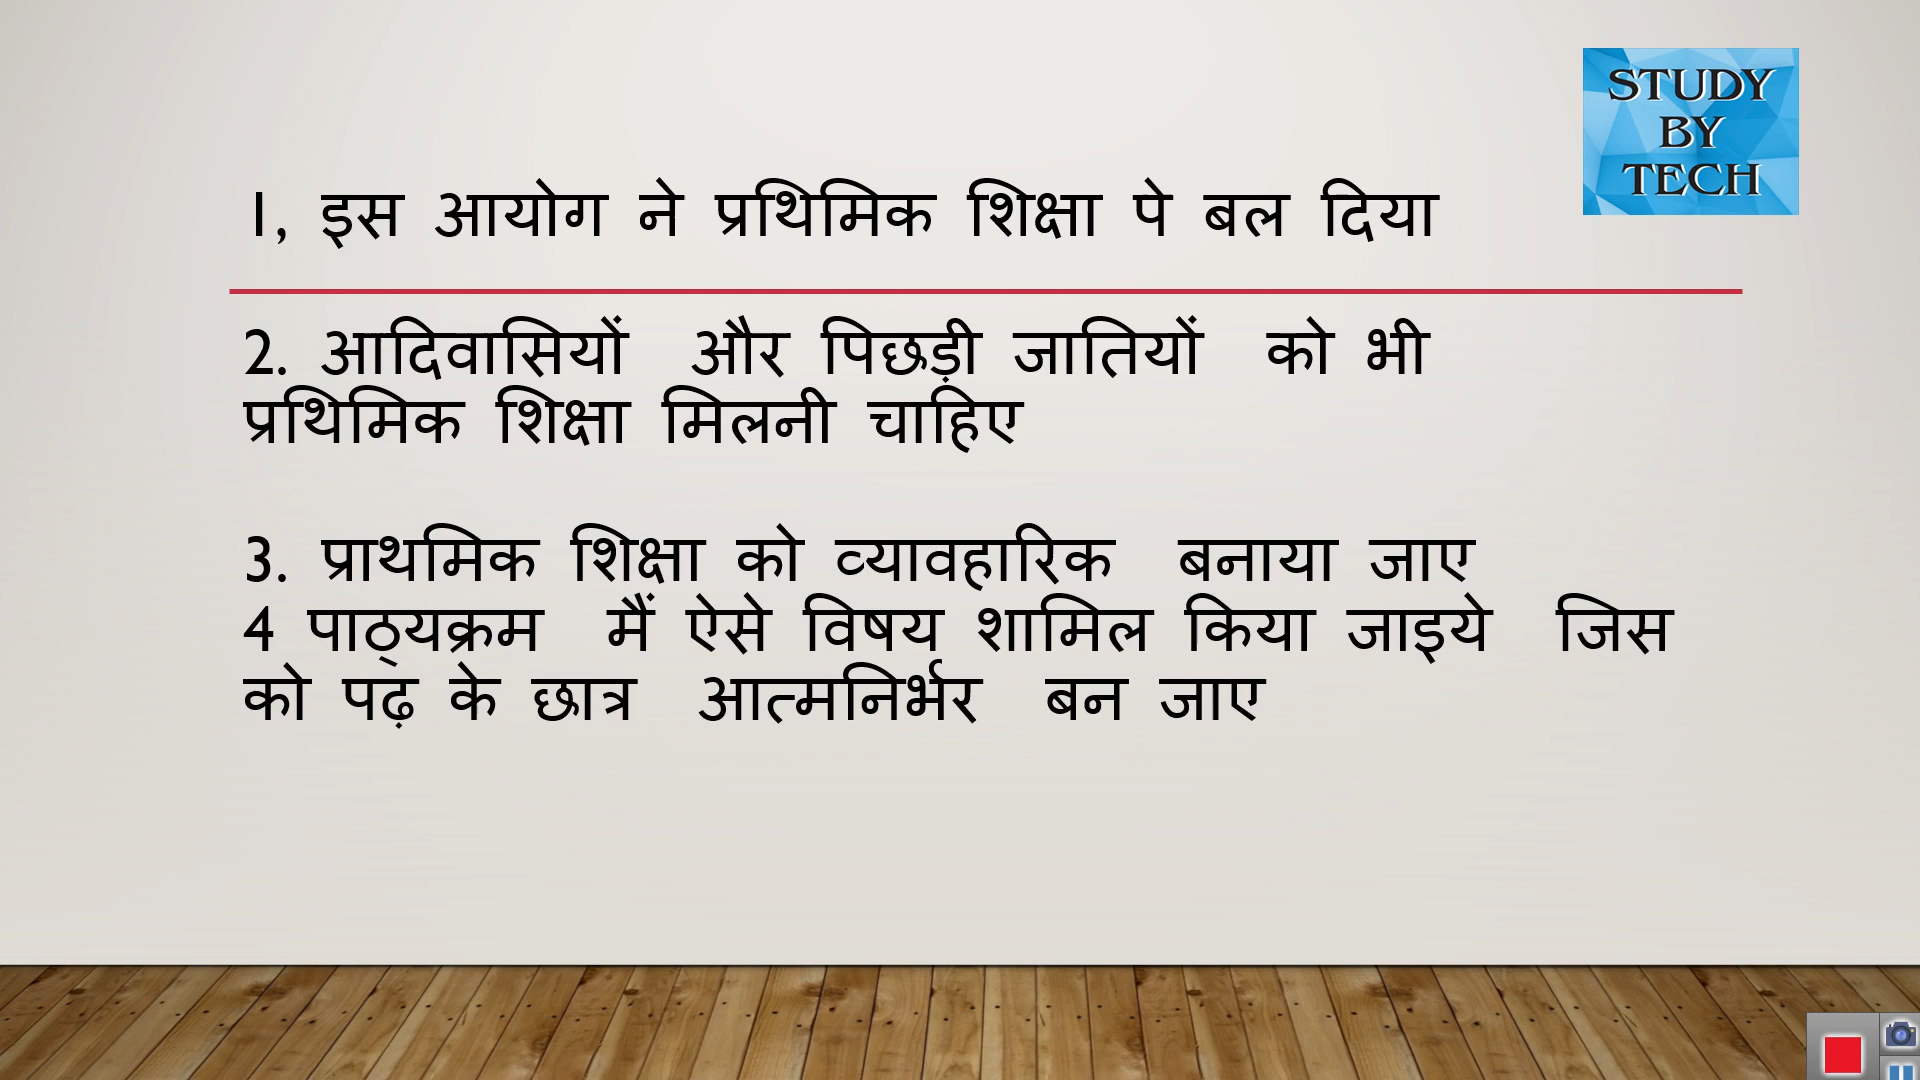 STUDY
BY
TECH
1, इस आयोग ने प्रथिमिक शिक्षा पे बल दिया
2. आदिवासियों और पिछड़ी जातियों को भी
प्रथिमिक शिक्षा मिलनी चाहिए
3. प्राथमिक शिक्षा को व्यावहारिक बनाया जाए
4 पाठ्यक्रम मैं ऐसे विषय शामिल किया जाइये जिस
को पढ़ के छात्र आत्मनिर्भर बन जाए